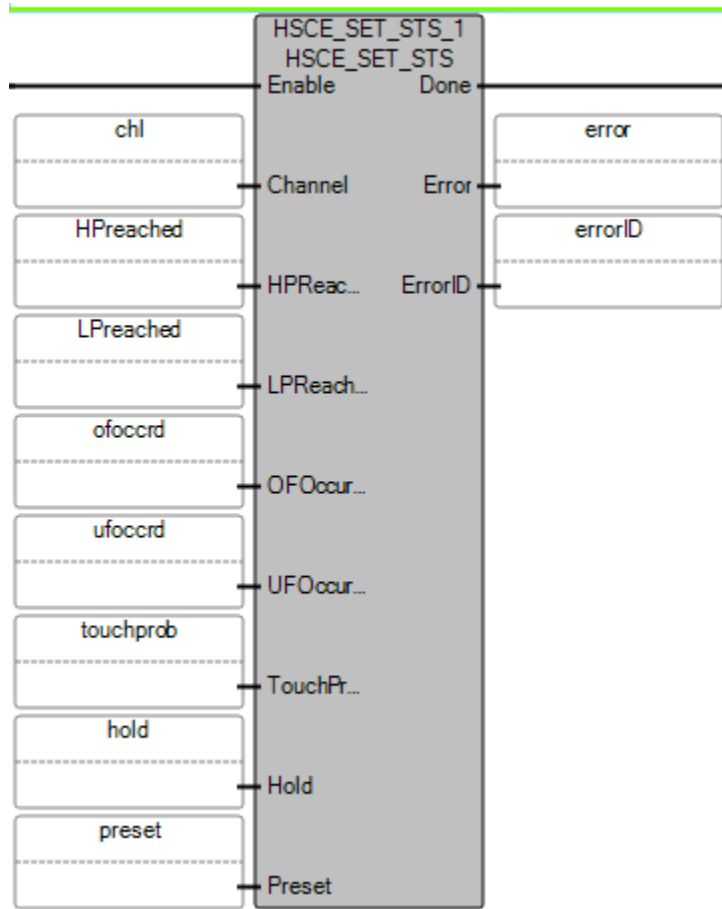 HSCE_SET_STS_1
HSCE_SET_STS
Enable Done
chl
error
Channel Error
HPreached
errorID
HPReac... ErrorID
LPreached
LPReach...
ofoccrd
OFOccur...
ufoccrd
UFOccur...
touchprob
TouchPr...
hold
Hold
preset
Preset